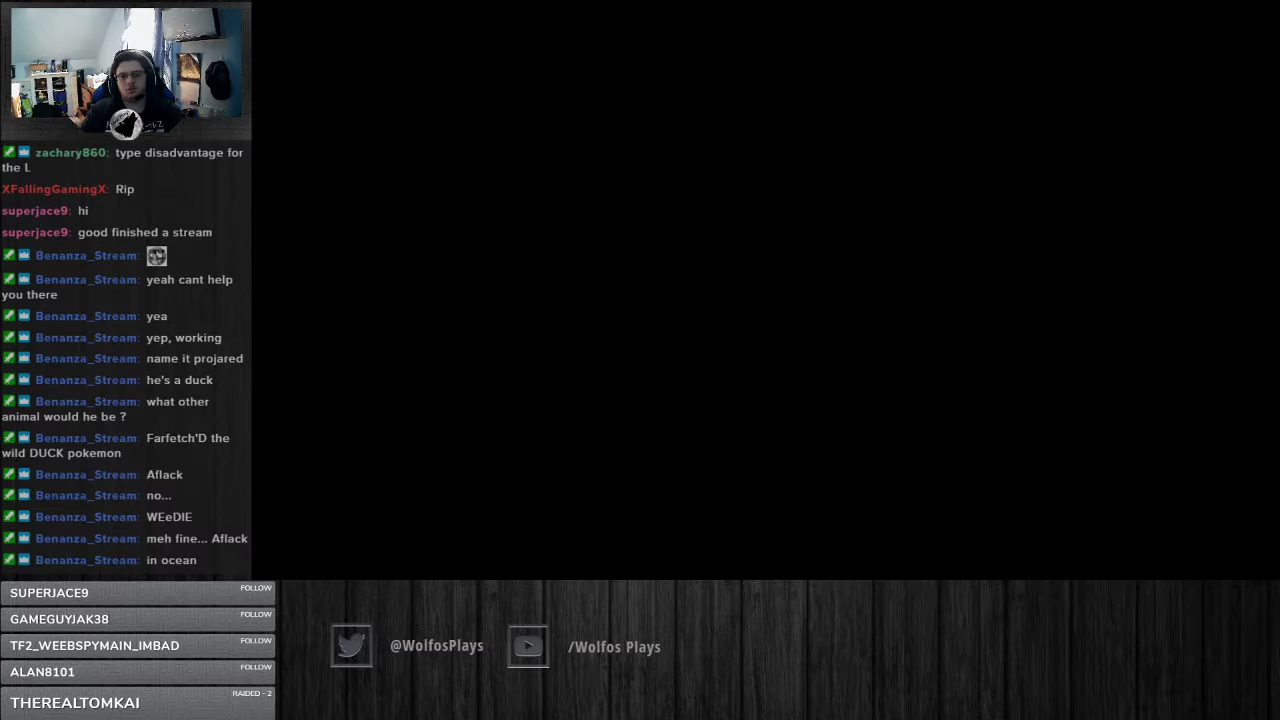 zachary860: type disadvantage for
the L
XFallingGamingX: Rip
superjace9: hi
superjace9: good finished a stream
Benanza_Stream:
Benanza_Stream: yeah cant help
you there
Benanza_Stream: yea
Benanza_Stream: yep, working
Benanza_Stream: name it projared
Benanza_Stream: he's a duck
Benanza_Stream: what other
animal would he be ?
Benanza_Stream: Farfetch'D the
wild DUCK pokemon
Benanza_Stream: Aflack
Benanza_Stream: no...
Benanza_Stream: WEeDIE
Benanza_Stream: meh fine... Aflack
Benanza_Stream: in ocean
SUPERJACE9 FOLLOW
GAMEGUYJAK38 FOLLOW
TF2_WEEBSPYMAIN_IMBAD FOLLOW
ALAN8101 FOLLOW
THEREALTOMKAI RAIDED - 2
@WolfosPlays
/Wolfos Plays